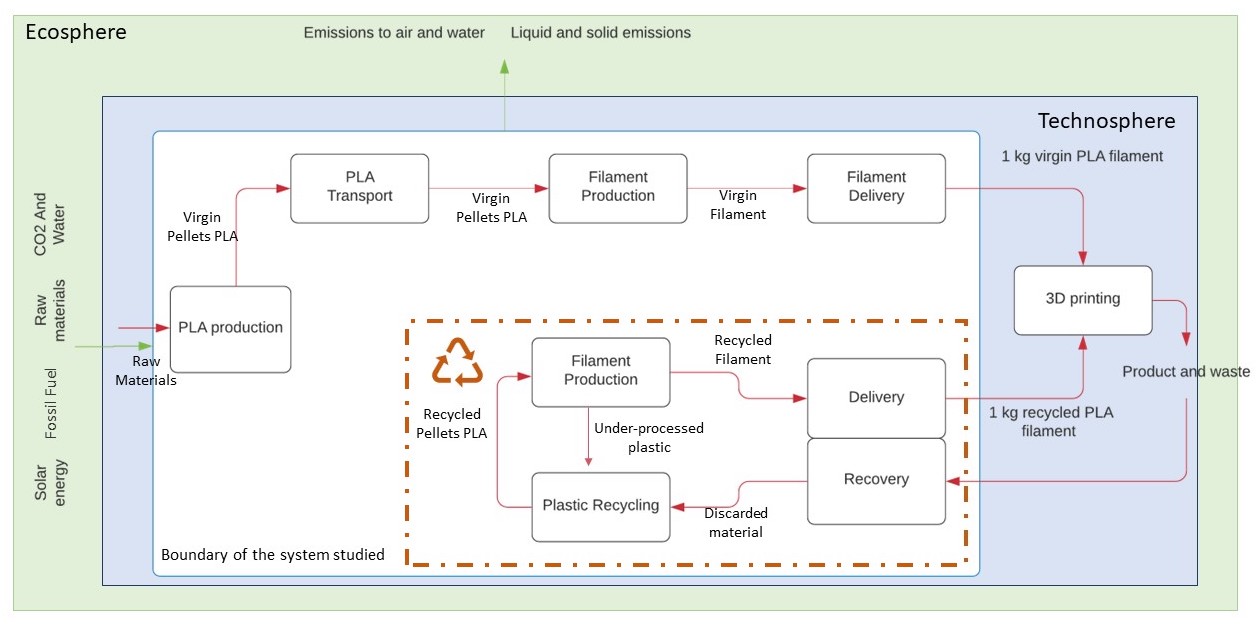 Ecosphere
Emissions to air and water
Liquid and solid emissions
Technosphere
1 kg virgin PLA filament
PLA
Transport
Filament
Production
Filament
Delivery
Virgin
Pellets PLA
Virgin
Filament
Virgin
Pellets PLA
CO2 And
Water
Raw
materials
Fossil Fuel
Solar
energy
PLA production
Raw
Materials
3D printing
Product and waste
Filament
Production
Recycled
Filament
Delivery
Recycled
Pellets PLA
1 kg recycled PLA
filament
Under-processed
plastic
Recovery
Plastic Recycling
Discarded
material
Boundary of the system studied